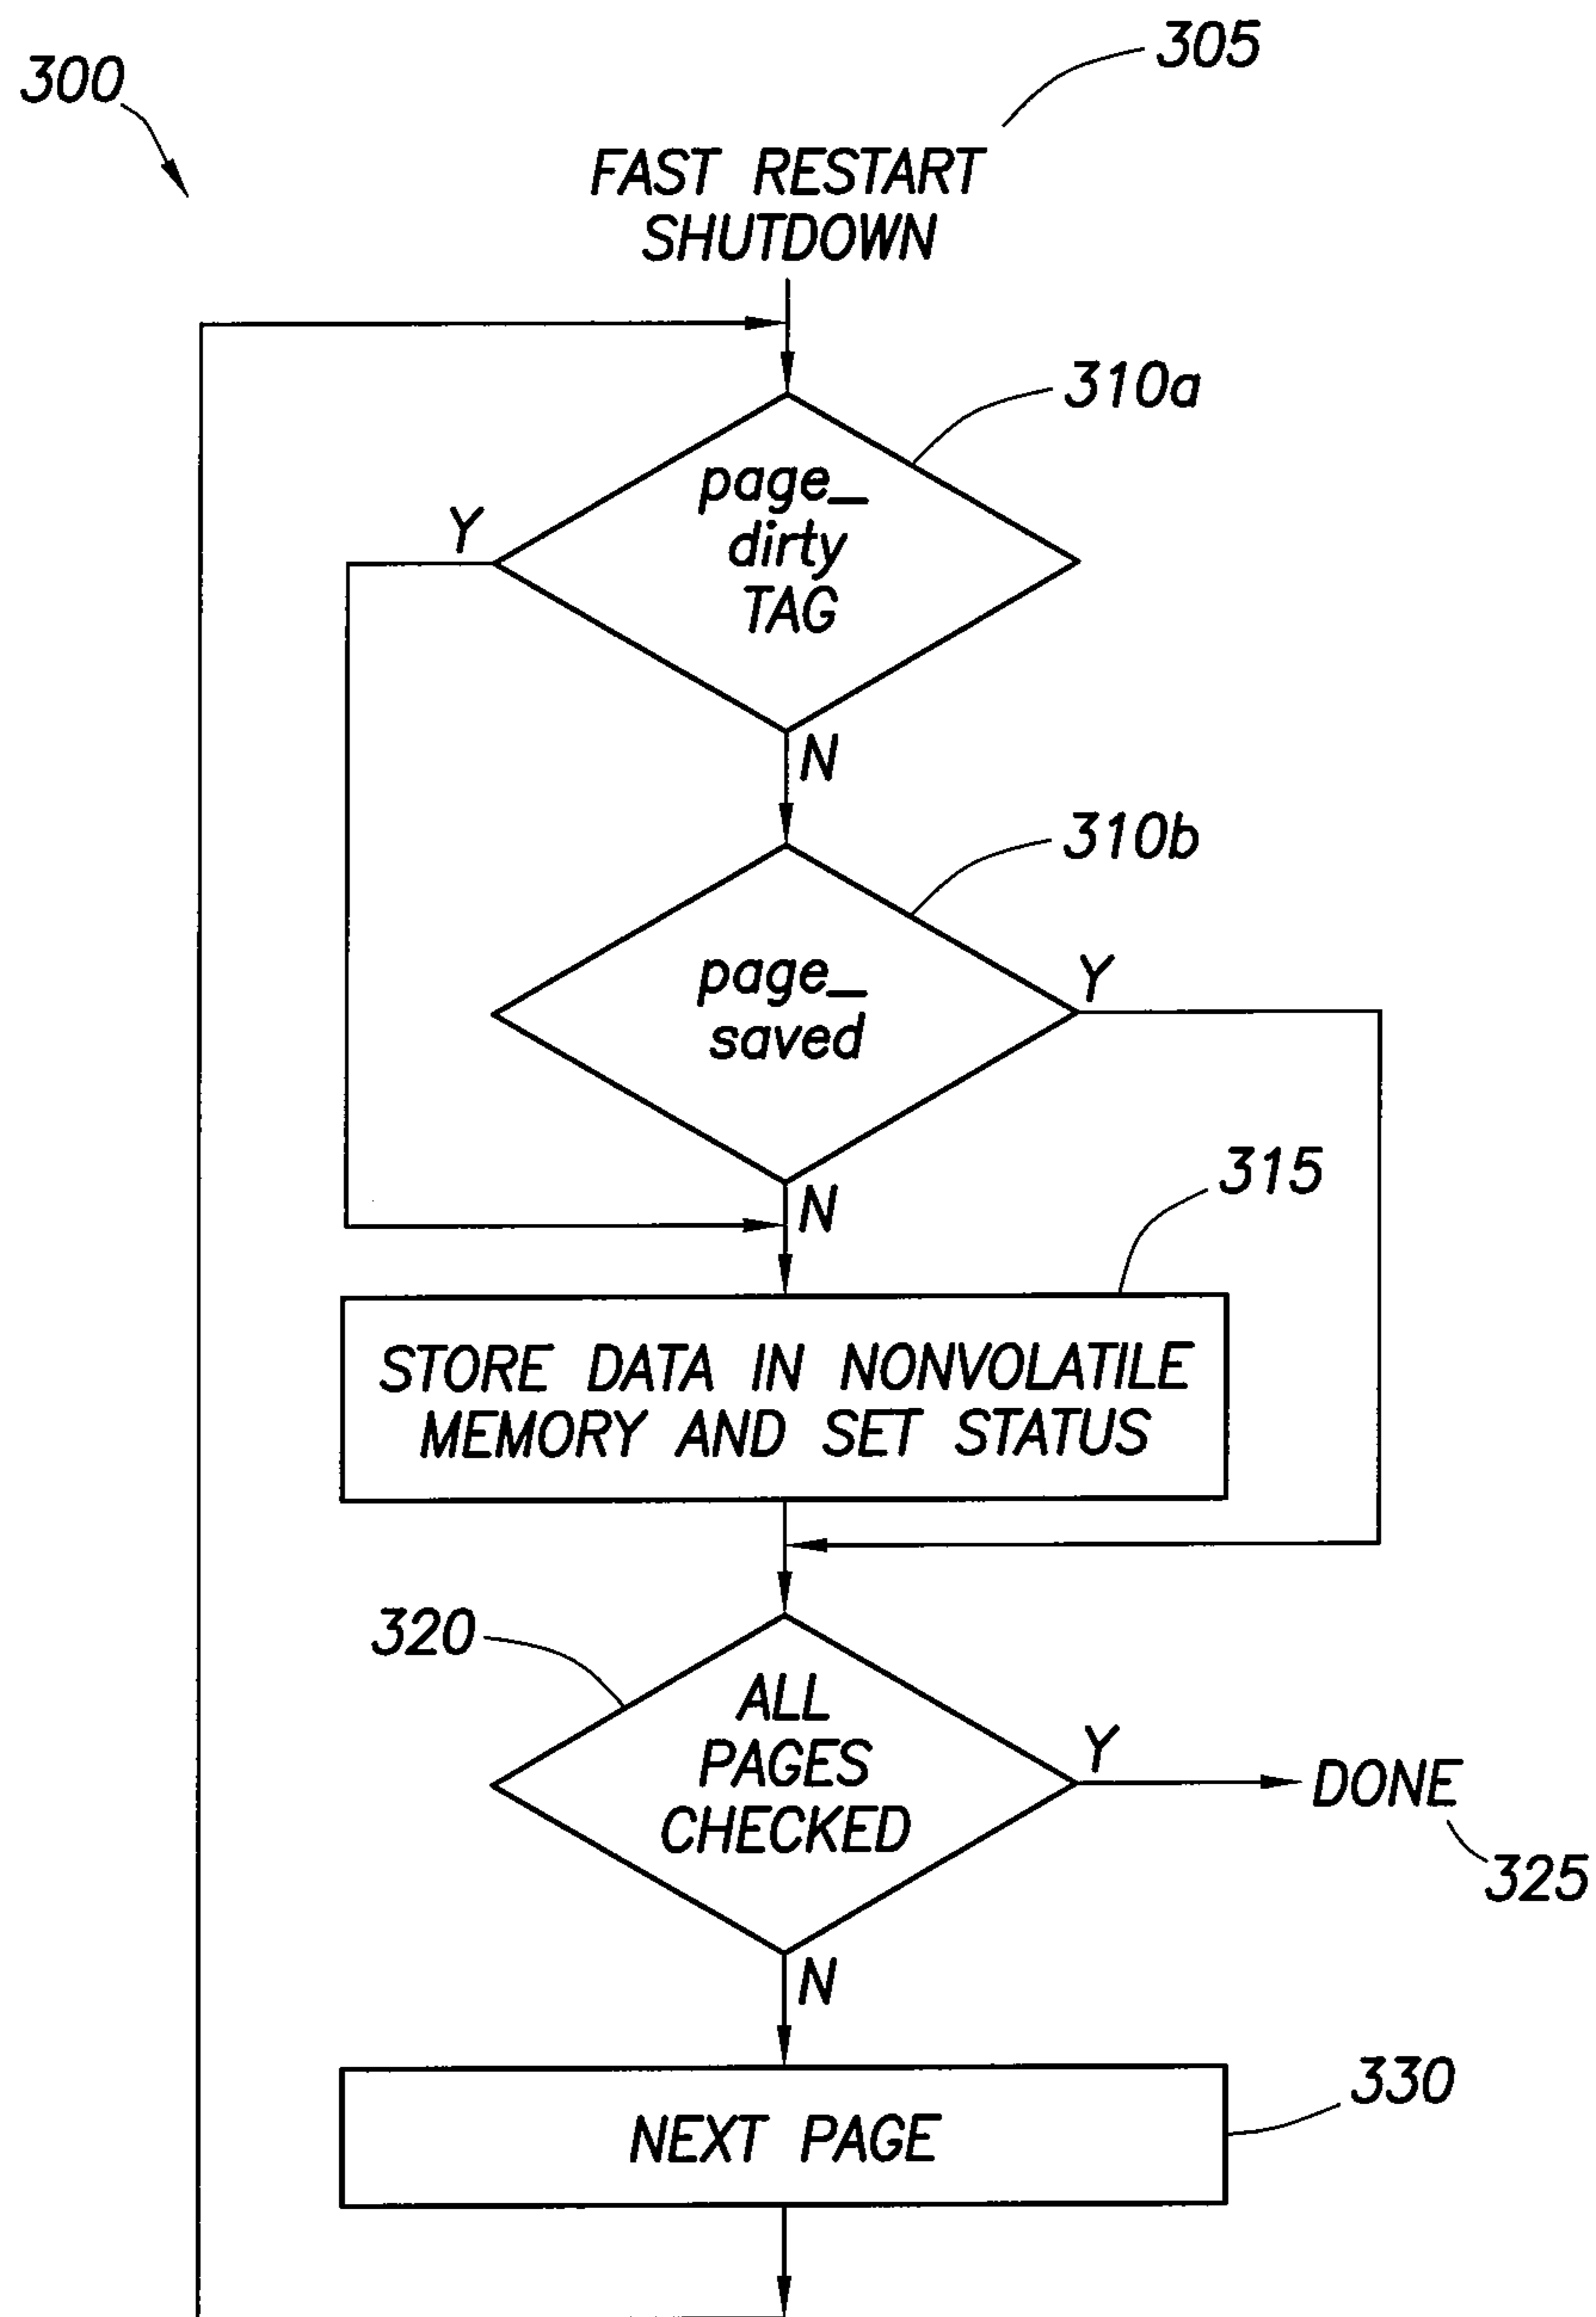 300
305
FAST RESTART
SHUTDOWN
310a
page_
dirty
TAG
Y
N
310b
page_
saved
Y
N
315
STORE DATA IN NONVOLATILE
MEMORY AND SET STATUS
320
ALL
PAGES
CHECKED
Y
DONE
325
N
330
NEXT PAGE